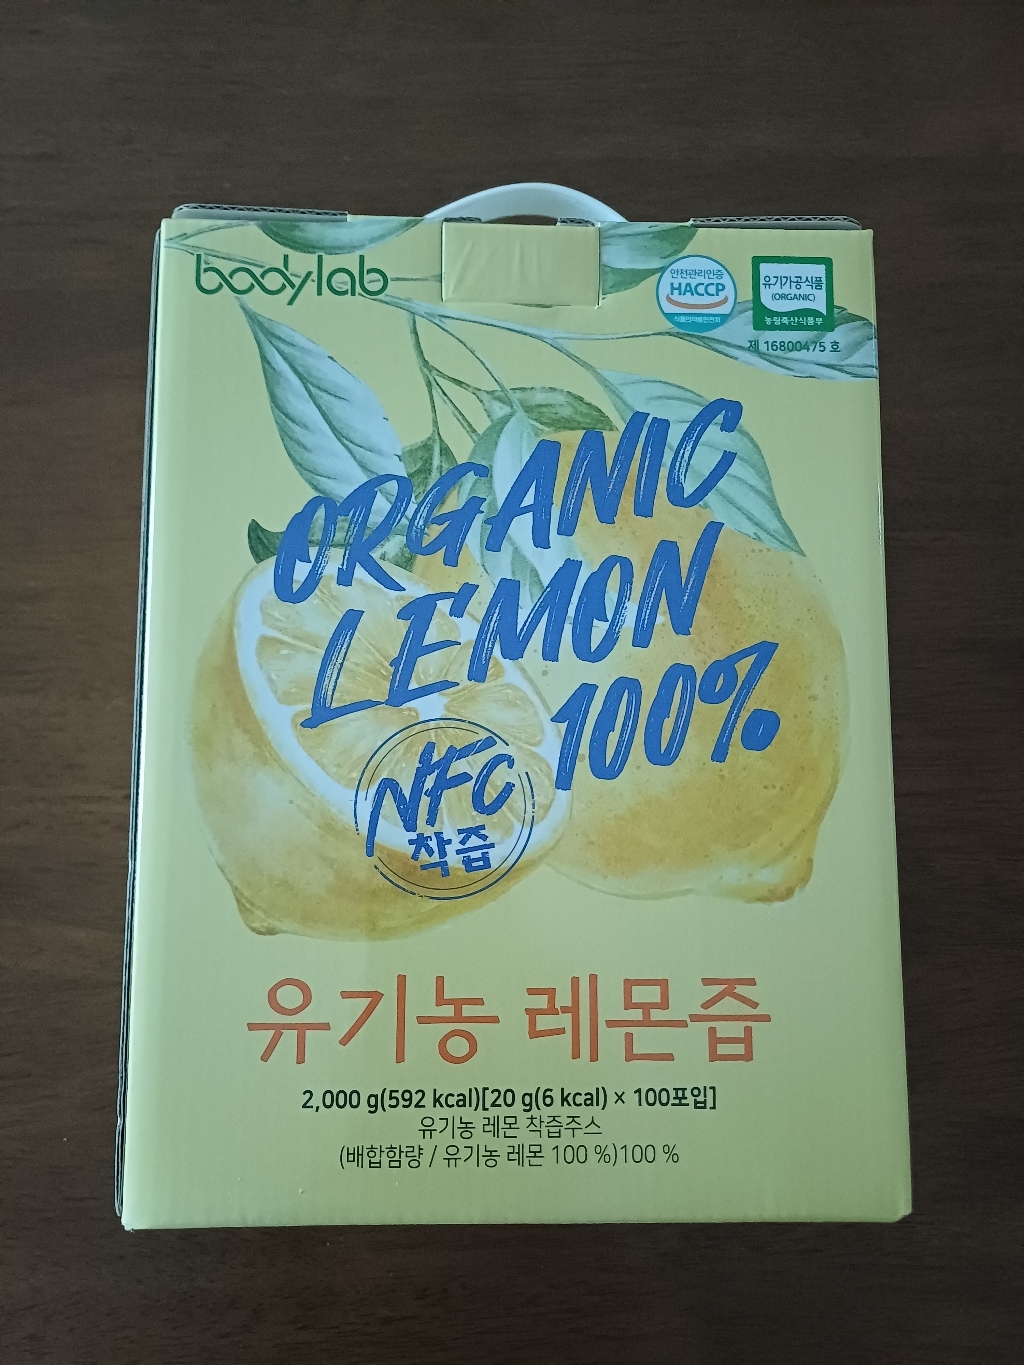 body·lab
안전관리인증
HACCP
식품의약품안전처
유기가공식품
(ORGANIC)
농림축산식품부
제 16800475 호
ORGANIC
LEMON
100%
NFC
착즙
유기농 레몬즙
2,000 g(592 kcal)[20 g(6 kcal) × 100포입]
유기농 레몬 착즙주스
(배합함량 / 유기농 레몬 100 %)100 %